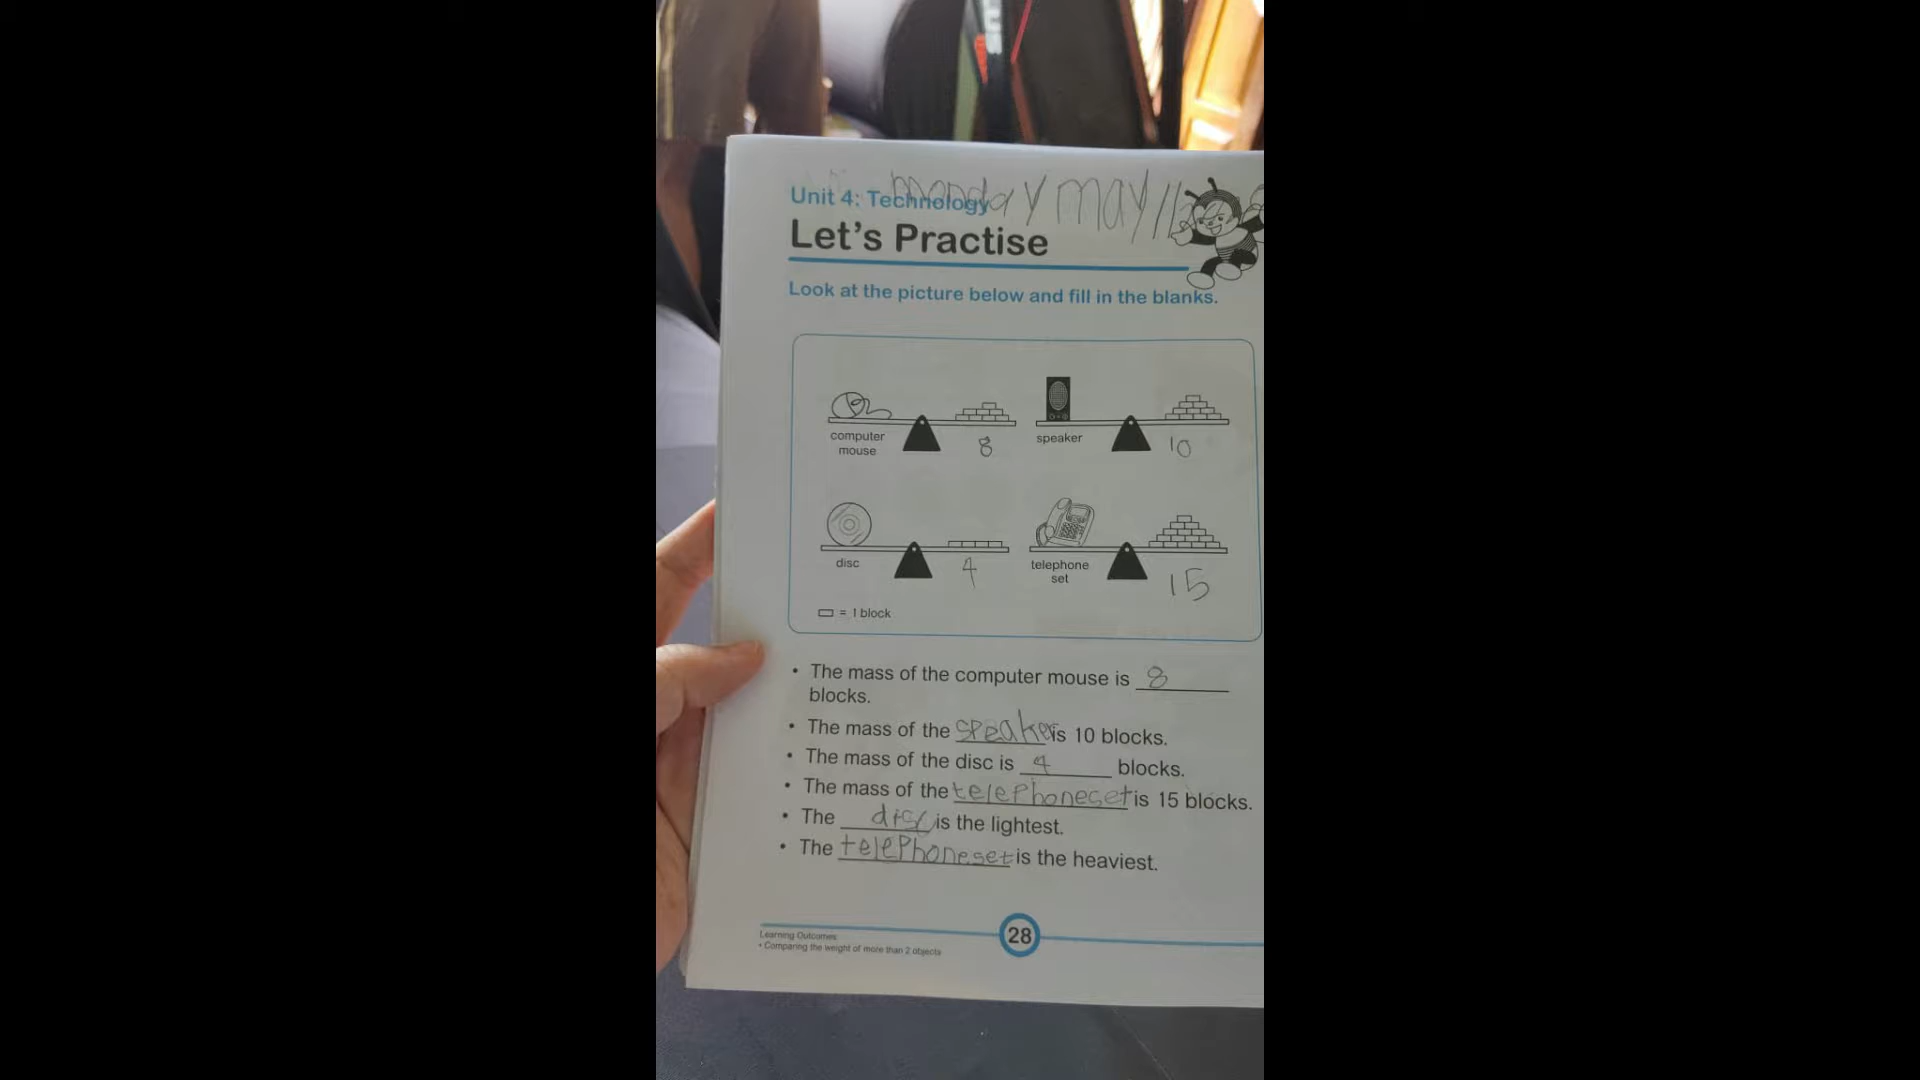 Unit 4: Technology
monday may 11
Let's Practise
Look at the picture below and fill in the blanks.
computer
mouse
8
speaker
10
disc
4
telephone
set
15
= 1 block
• The mass of the computer mouse is 8
blocks.
• The mass of the speaker is 10 blocks.
• The mass of the disc is 4 blocks.
• The mass of the telephoneset is 15 blocks.
• The disc is the lightest.
• The telephoneset is the heaviest.
Learning Outcomes
• Comparing the weight of more than 2 objects
28